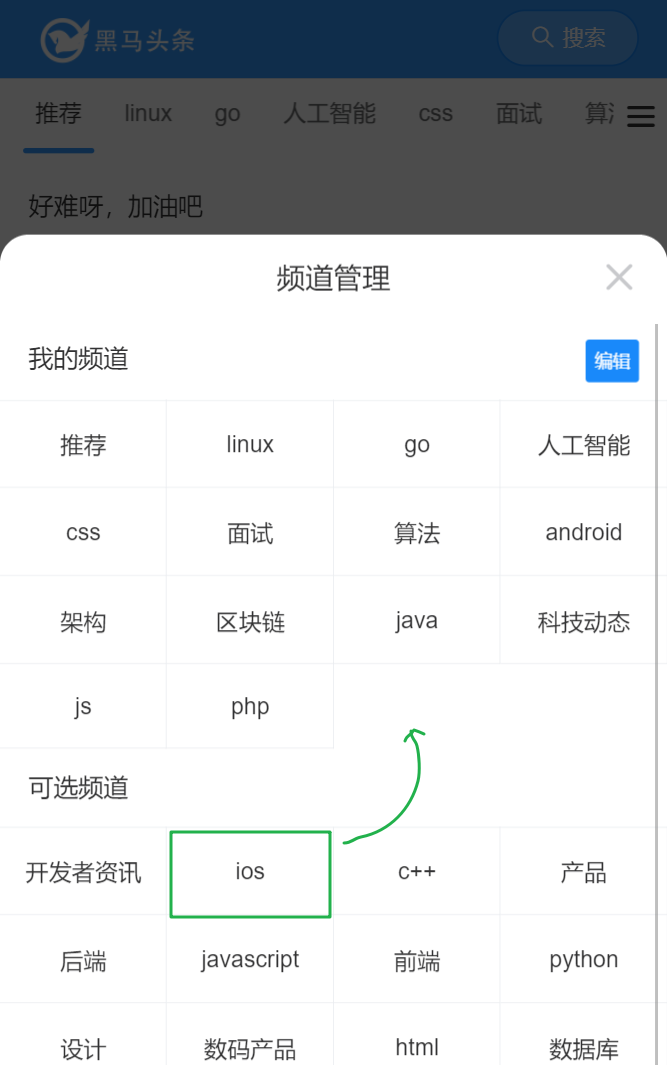 黑马头条 搜索
推荐 linux go 人工智能 css 面试 算
好难呀，加油吧
频道管理
我的频道 编辑
推荐 linux go 人工智能
css 面试 算法 android
架构 区块链 java 科技动态
js php
可选频道
开发者资讯 ios c++ 产品
后端 javascript 前端 python
设计 数码产品 html 数据库